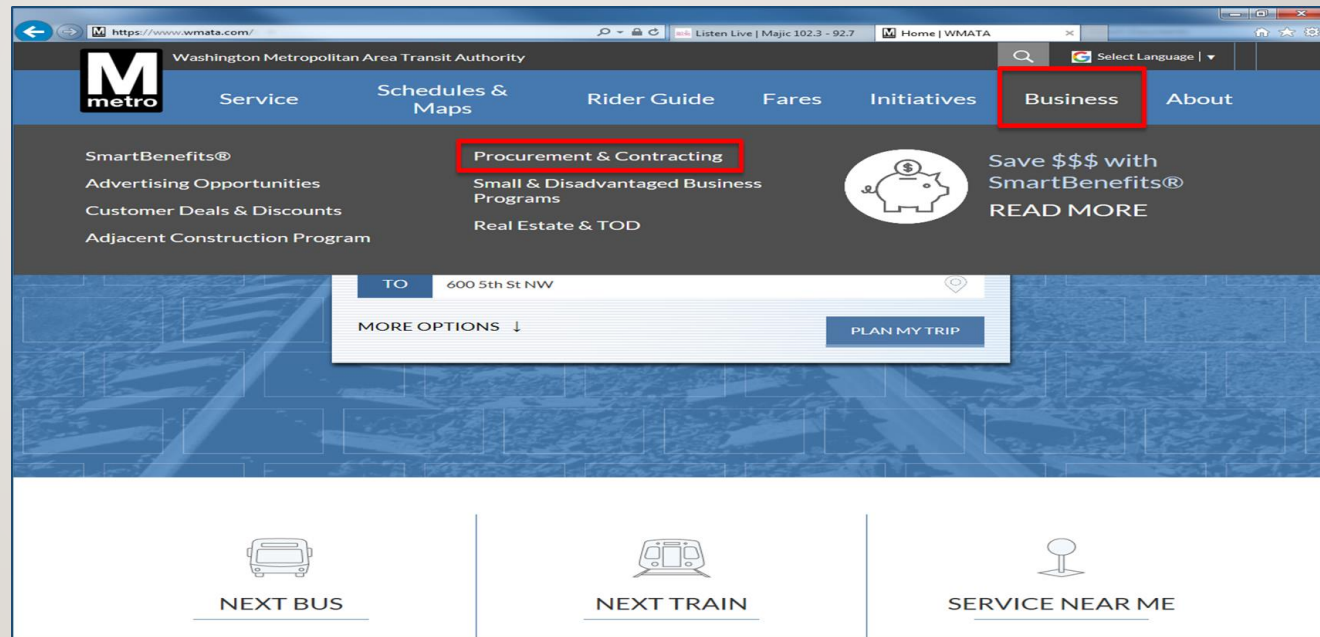 https://www.wmata.com/
Listen Live | Majic 102.3 - 92.7
Home | WMATA
Washington Metropolitan Area Transit Authority
Select Language | ▼
M
metro
Service
Schedules &
Maps
Rider Guide
Fares
Initiatives
Business
About
SmartBenefits®
Advertising Opportunities
Customer Deals & Discounts
Adjacent Construction Program
Procurement & Contracting
Small & Disadvantaged Business
Programs
Real Estate & TOD
Save $$$ with
SmartBenefits®
READ MORE
TO
600 5th St NW
MORE OPTIONS ↓
PLAN MY TRIP
NEXT BUS
NEXT TRAIN
SERVICE NEAR ME